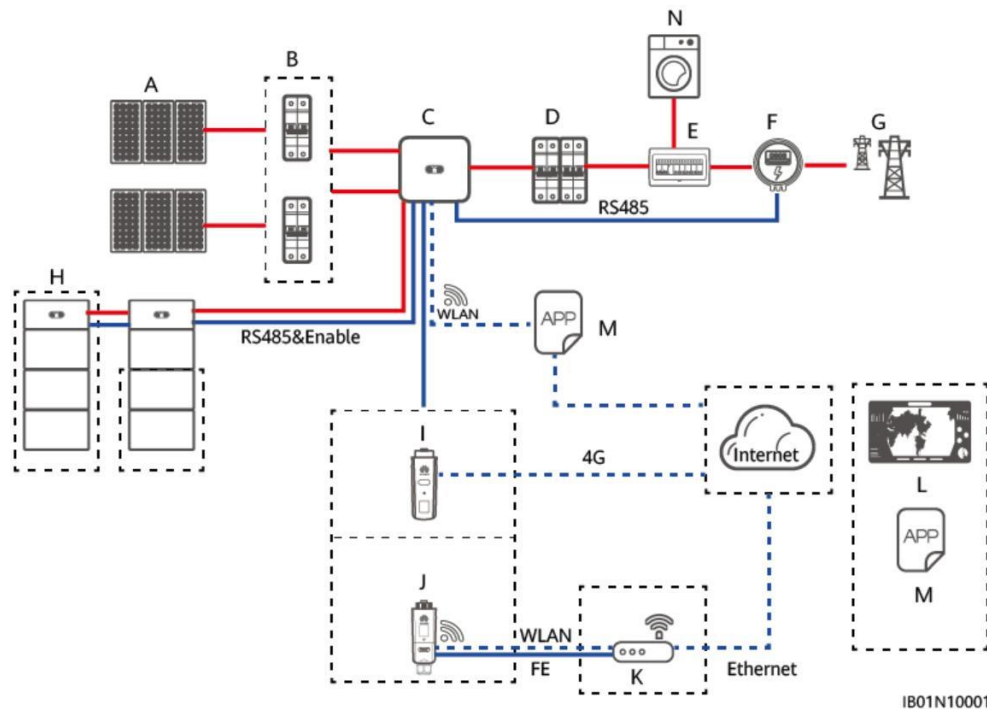 N
A
B
C
D
E
F
G
RS485
H
WLAN
APP
M
RS485&Enable
I
4G
Internet
L
APP
M
J
WLAN
FE
K
Ethernet
IB01N10001